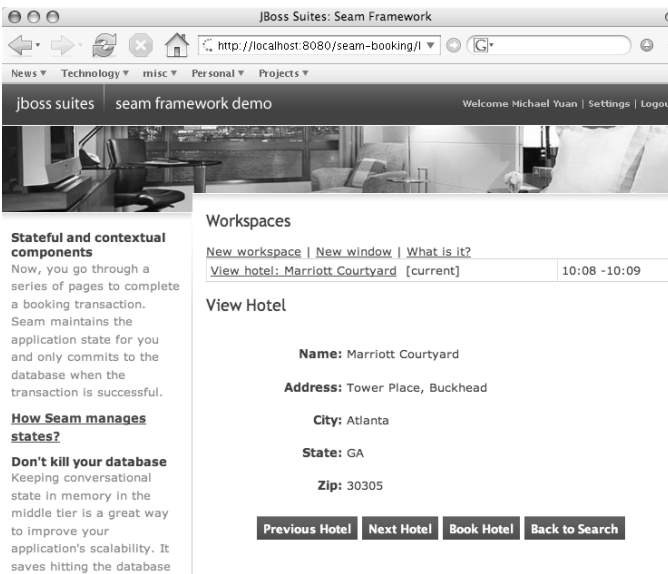 JBoss Suites: Seam Framework
http://localhost:8080/seam-booking/
G
News Technology misc Personal Projects
jboss suites seam framework demo
Welcome Michael Yuan | Settings | Logou
Stateful and contextual
components
Now, you go through a
series of pages to complete
a booking transaction.
Seam maintains the
application state for you
and only commits to the
database when the
transaction is successful.
How Seam manages
states?
Don't kill your database
Keeping conversational
state in memory in the
middle tier is a great way
to improve your
application's scalability. It
saves hitting the database
Workspaces
New workspace | New window | What is it?
View hotel: Marriott Courtyard [current] 10:08 -10:09
View Hotel
Name: Marriott Courtyard
Address: Tower Place, Buckhead
City: Atlanta
State: GA
Zip: 30305
Previous Hotel Next Hotel Book Hotel Back to Search